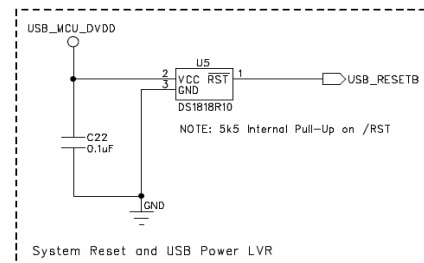 USB_MCU_DVDD
U5
2 VCC RST 1
3 GND
DS1818R10
USB_RESETB
NOTE: 5k5 Internal Pull-Up on /RST
C22
0.1uF
GND
System Reset and USB Power LVR